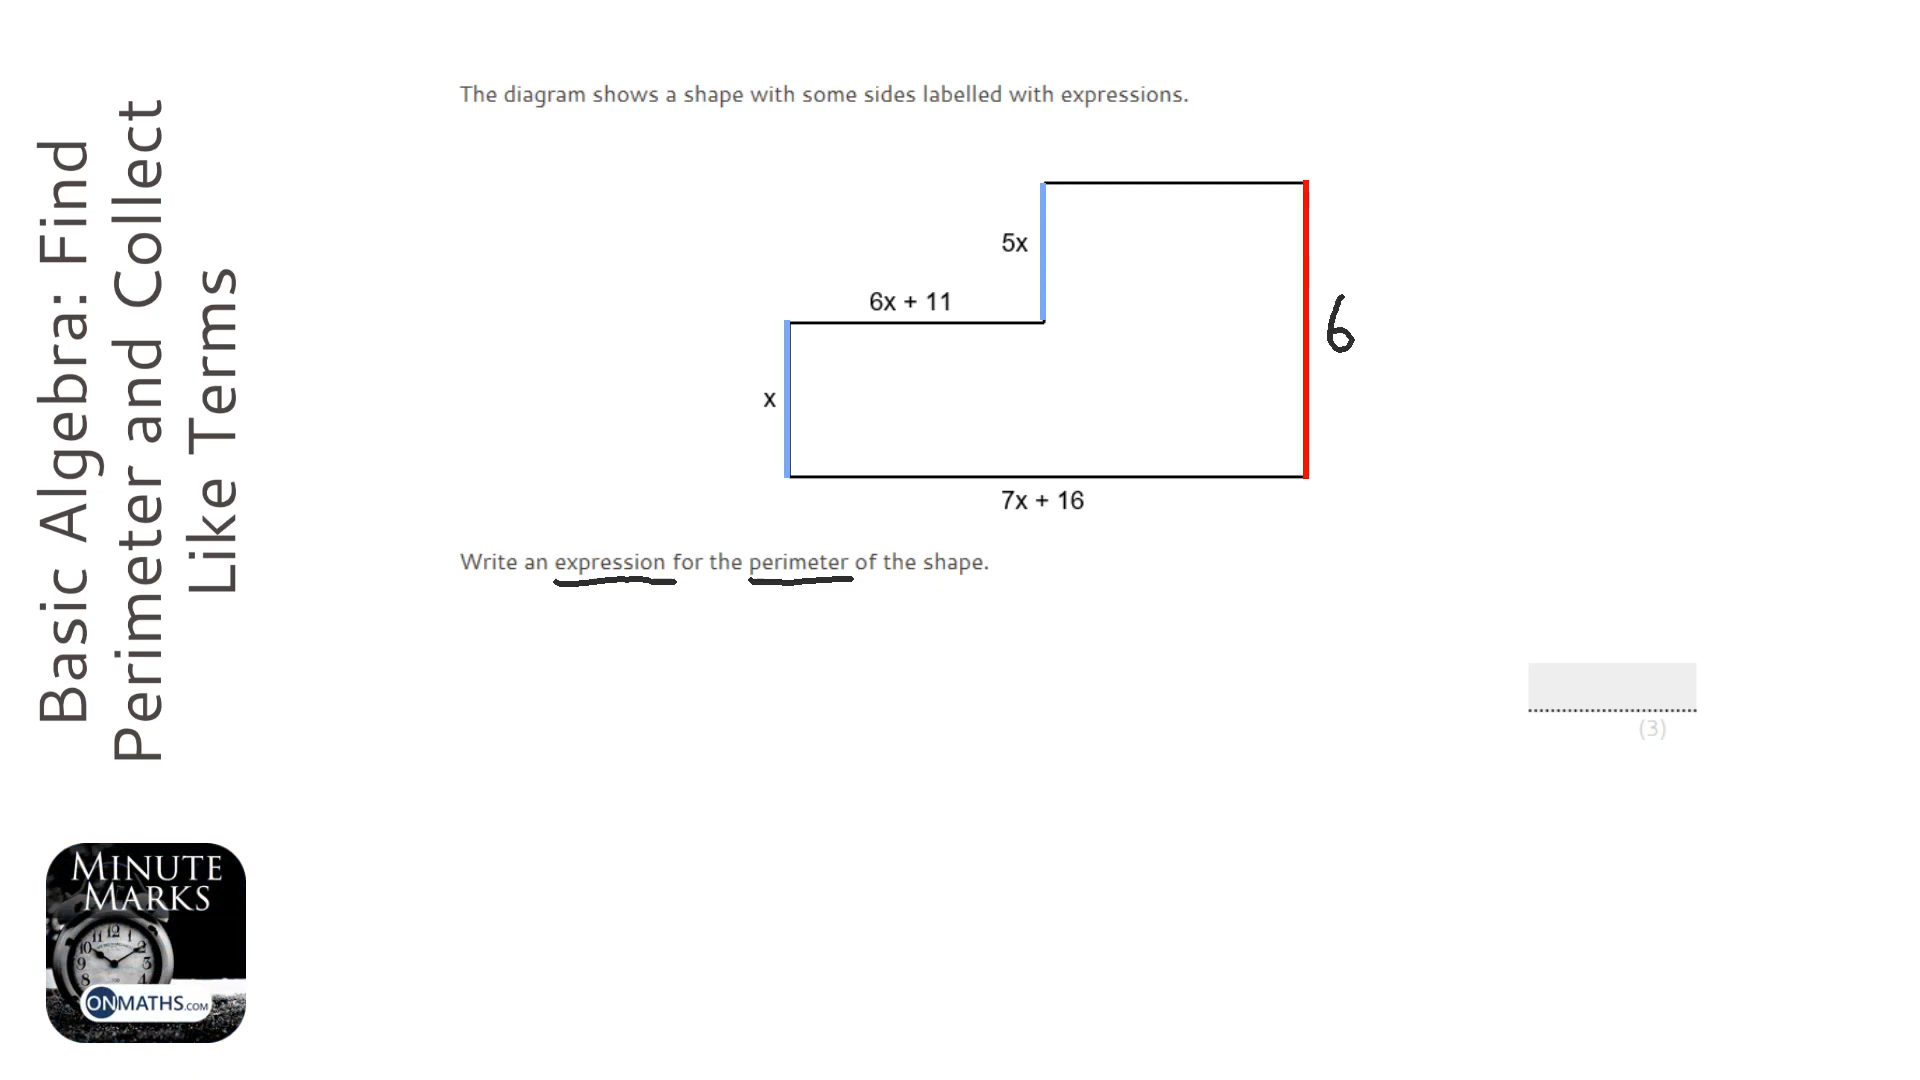 Basic Algebra: Find
Perimeter and Collect
Like Terms
The diagram shows a shape with some sides labelled with expressions.
5x
6x + 11
6
x
7x + 16
Write an expression for the perimeter of the shape.
(3)
MINUTE
MARKS
ONMATHS.COM